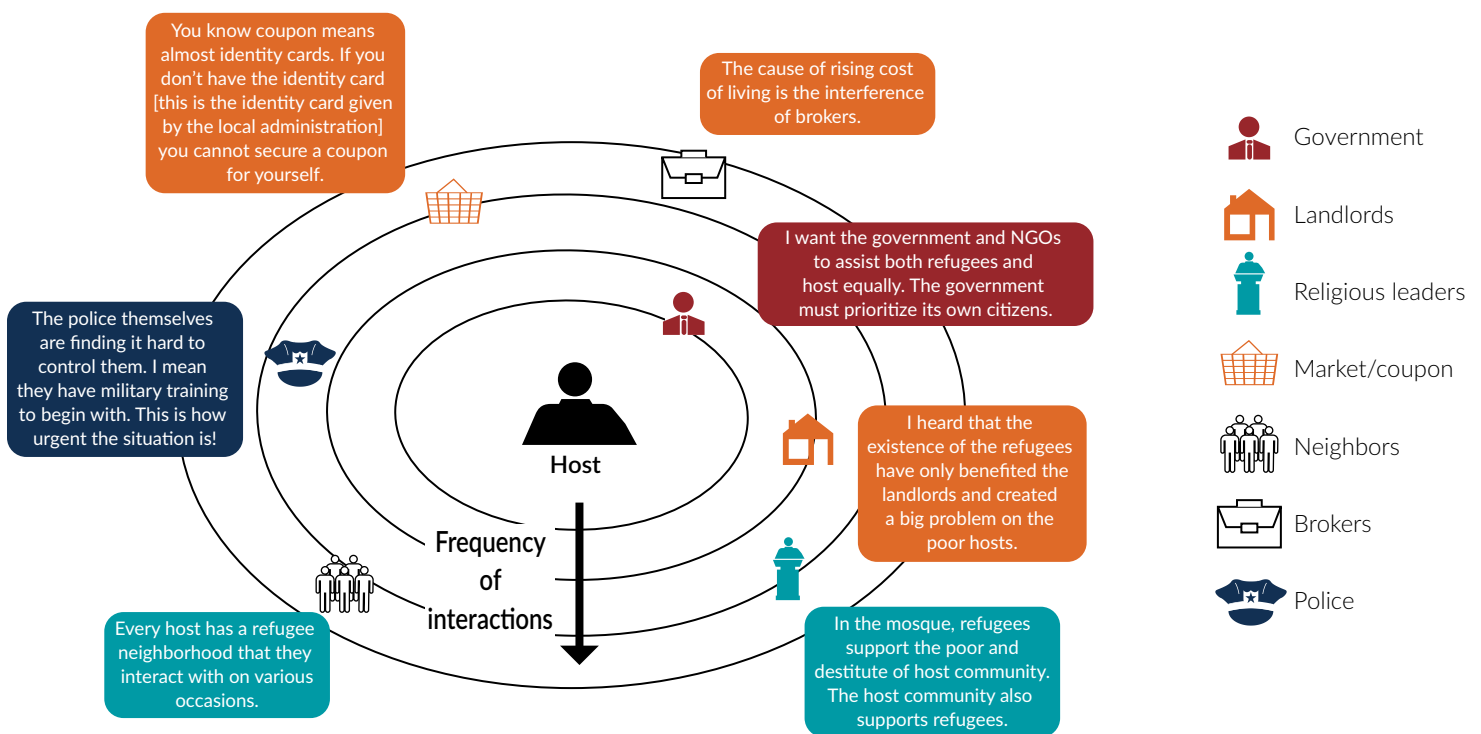 You know coupon means
almost identity cards. If you
don’t have the identity card
[this is the identity card given
by the local administration]
you cannot secure a coupon
for yourself.
The cause of rising cost
of living is the interference
of brokers.
I want the government and NGOs
to assist both refugees and
host equally. The government
must prioritize its own citizens.
The police themselves
are finding it hard to
control them. I mean
they have military training
to begin with. This is how
urgent the situation is!
Host
I heard that the
existence of the refugees
have only benefited the
landlords and created
a big problem on the
poor hosts.
Frequency
of
interactions
Every host has a refugee
neighborhood that they
interact with on various
occasions.
In the mosque, refugees
support the poor and
destitute of host community.
The host community also
supports refugees.
Government
Landlords
Religious leaders
Market/coupon
Neighbors
Brokers
Police